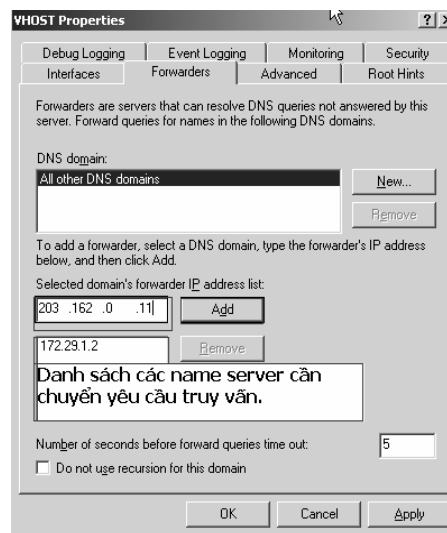 VHOST Properties
Debug Logging Event Logging Monitoring Security
Interfaces Forwarders Advanced Root Hints
Forwarders are servers that can resolve DNS queries not answered by this
server. Forward queries for names in the following DNS domains.
DNS domain:
All other DNS domains
New...
Remove
To add a forwarder, select a DNS domain, type the forwarder's IP address
below, and then click Add.
Selected domain's forwarder IP address list:
203 .162 .0 .11 Add
172.29.1.2 Remove
Danh sách các name server cần
chuyển yêu cầu truy vấn.
Number of seconds before forward queries time out: 5
Do not use recursion for this domain
OK Cancel Apply